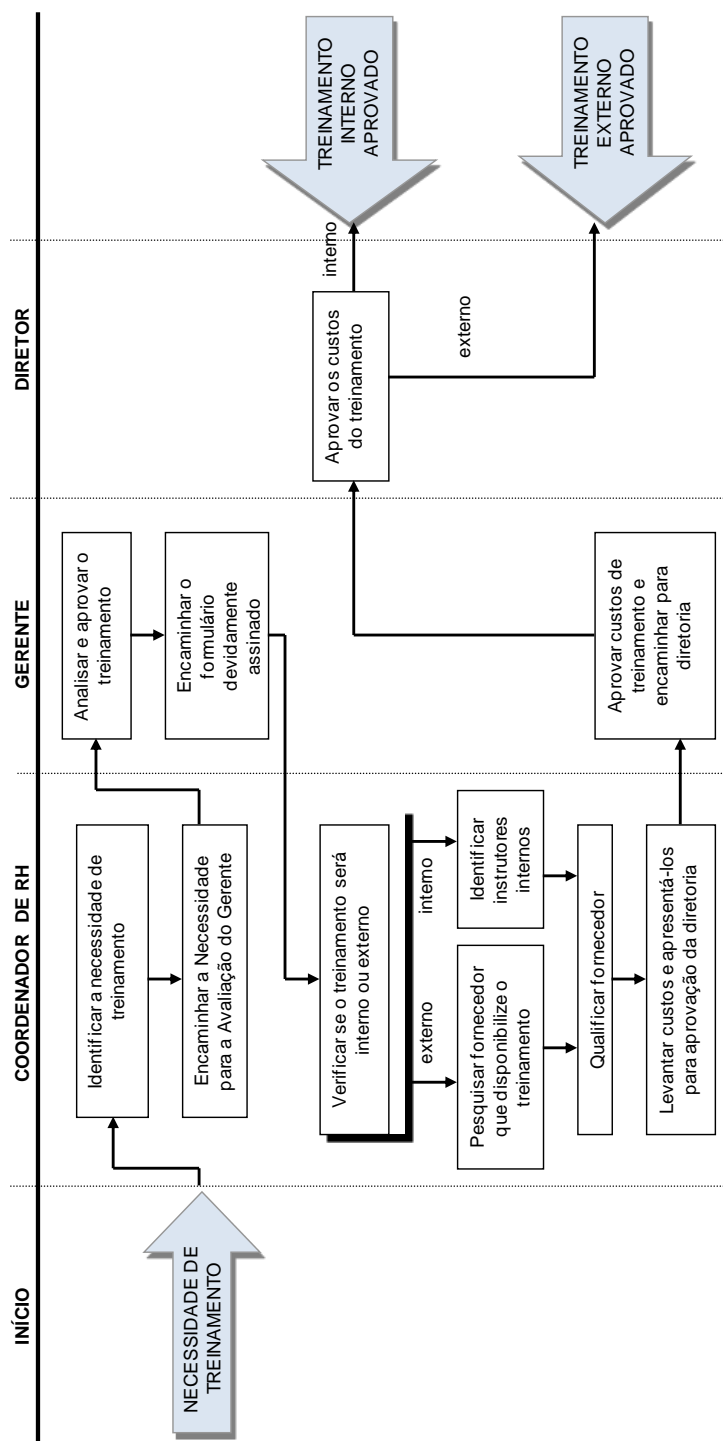 INÍCIO
COORDENADOR DE RH
GERENTE
DIRETOR
NECESSIDADE DE
TREINAMENTO
Identificar a necessidade de
treinamento
Encaminhar a Necessidade
para a Avaliação do Gerente
Analisar e aprovar o
treinamento
Encaminhar o
formulário
devidamente
assinado
Verificar se o treinamento será
interno ou externo
externo
interno
Pesquisar fornecedor
que disponibilize o
treinamento
Identificar
instrutores
internos
Qualificar fornecedor
Levantar custos e apresentá-los
para aprovação da diretoria
Aprovar custos de
treinamento e
encaminhar para
diretoria
Aprovar os custos
do treinamento
interno
externo
TREINAMENTO
INTERNO
APROVADO
TREINAMENTO
EXTERNO
APROVADO